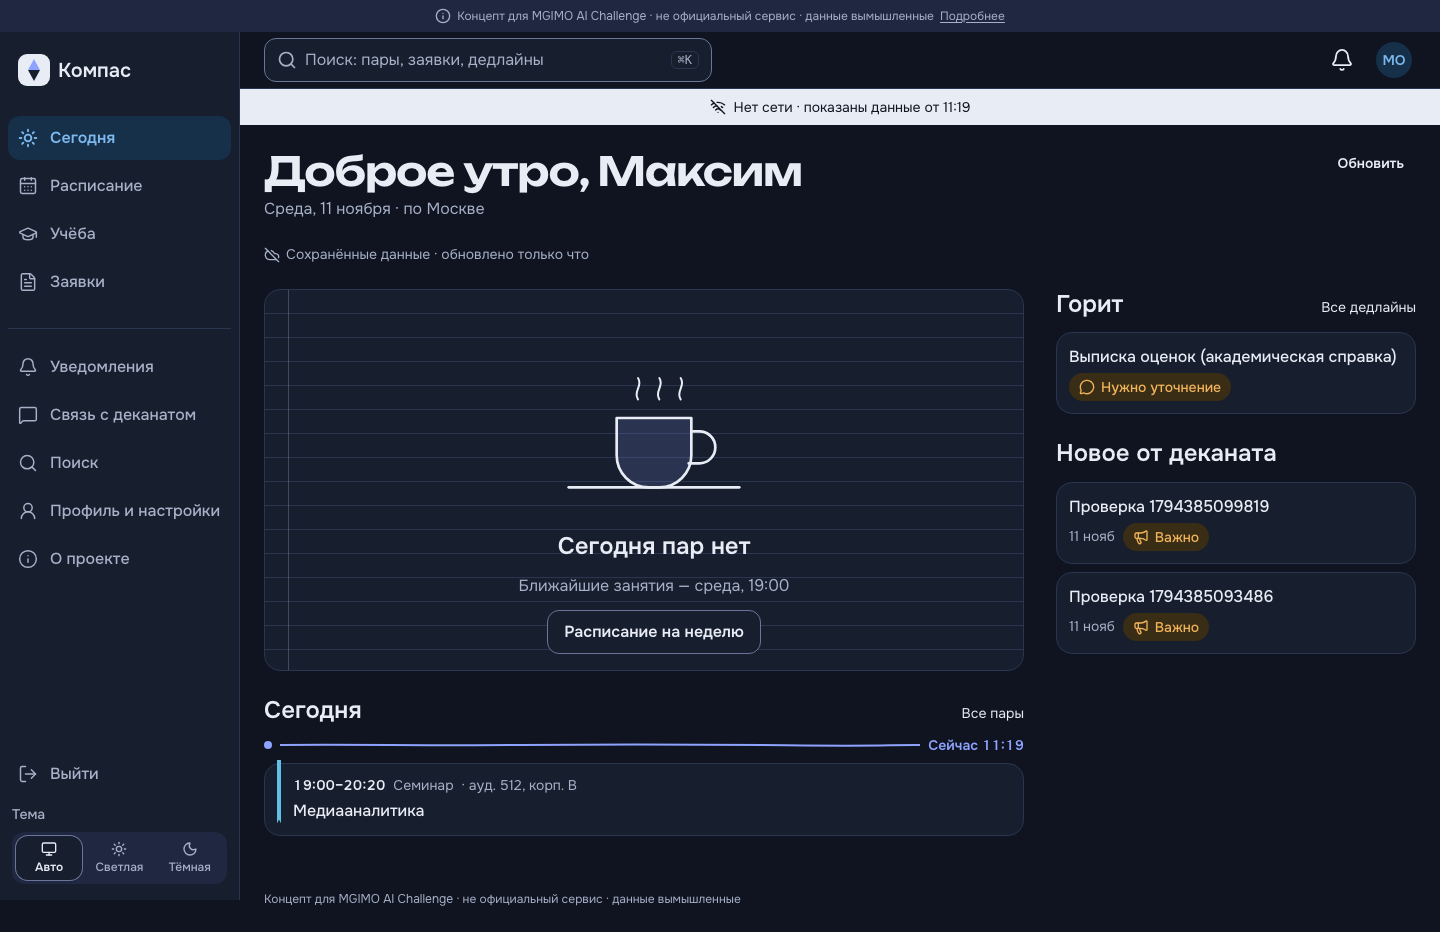 Концепт для MGIMO AI Challenge · не официальный сервис · данные вымышленные Подробнее
Компас
Поиск: пары, заявки, дедлайны
⌘K
МО
Нет сети · показаны данные от 11:19
Сегодня
Расписание
Учёба
Заявки
Уведомления
Связь с деканатом
Поиск
Профиль и настройки
О проекте
Выйти
Тема
Авто
Светлая
Тёмная
Доброе утро, Максим
Обновить
Среда, 11 ноября · по Москве
Сохранённые данные · обновлено только что
Сегодня пар нет
Ближайшие занятия — среда, 19:00
Расписание на неделю
Сегодня
Все пары
Сейчас 11:19
19:00–20:20 Семинар · ауд. 512, корп. В
Медиааналитика
Горит
Все дедлайны
Выписка оценок (академическая справка)
Нужно уточнение
Новое от деканата
Проверка 1794385099819
11 нояб Важно
Проверка 1794385093486
11 нояб Важно
Концепт для MGIMO AI Challenge · не официальный сервис · данные вымышленные